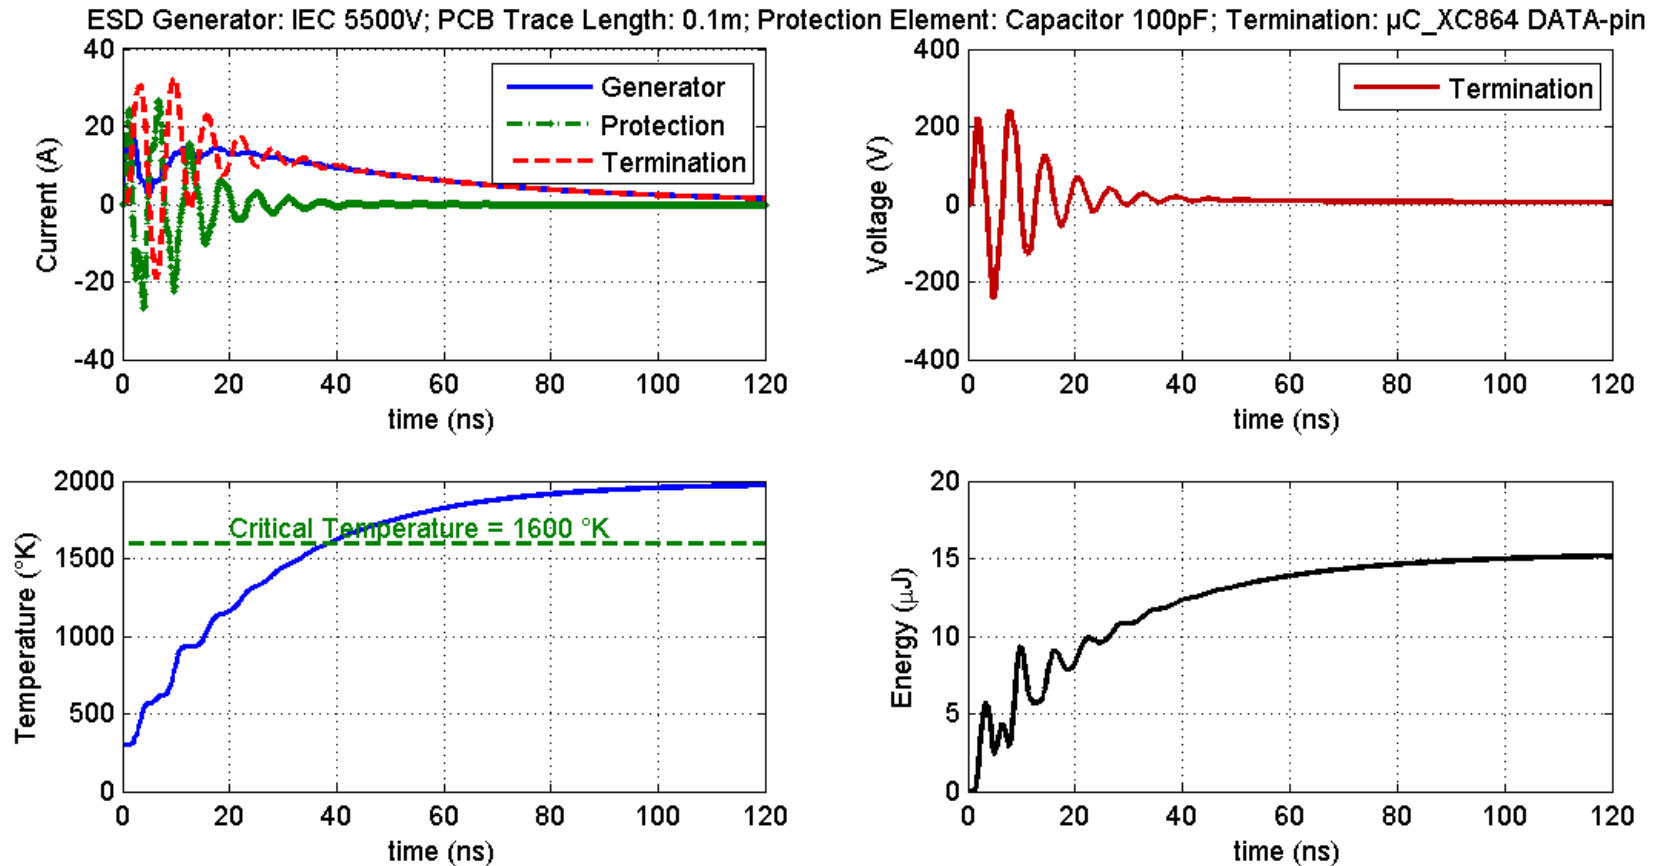 ESD Generator: IEC 5500V; PCB Trace Length: 0.1m; Protection Element: Capacitor 100pF; Termination: µC_XC864 DATA-pin
40
20
0
-20
-40
Current (A)
Generator
Protection
Termination
0 20 40 60 80 100 120
time (ns)
400
200
0
-200
-400
Voltage (V)
Termination
0 20 40 60 80 100 120
time (ns)
2000
1500
1000
500
0
Temperature (°K)
Critical Temperature = 1600 °K
0 20 40 60 80 100 120
time (ns)
20
15
10
5
0
Energy (µJ)
0 20 40 60 80 100 120
time (ns)